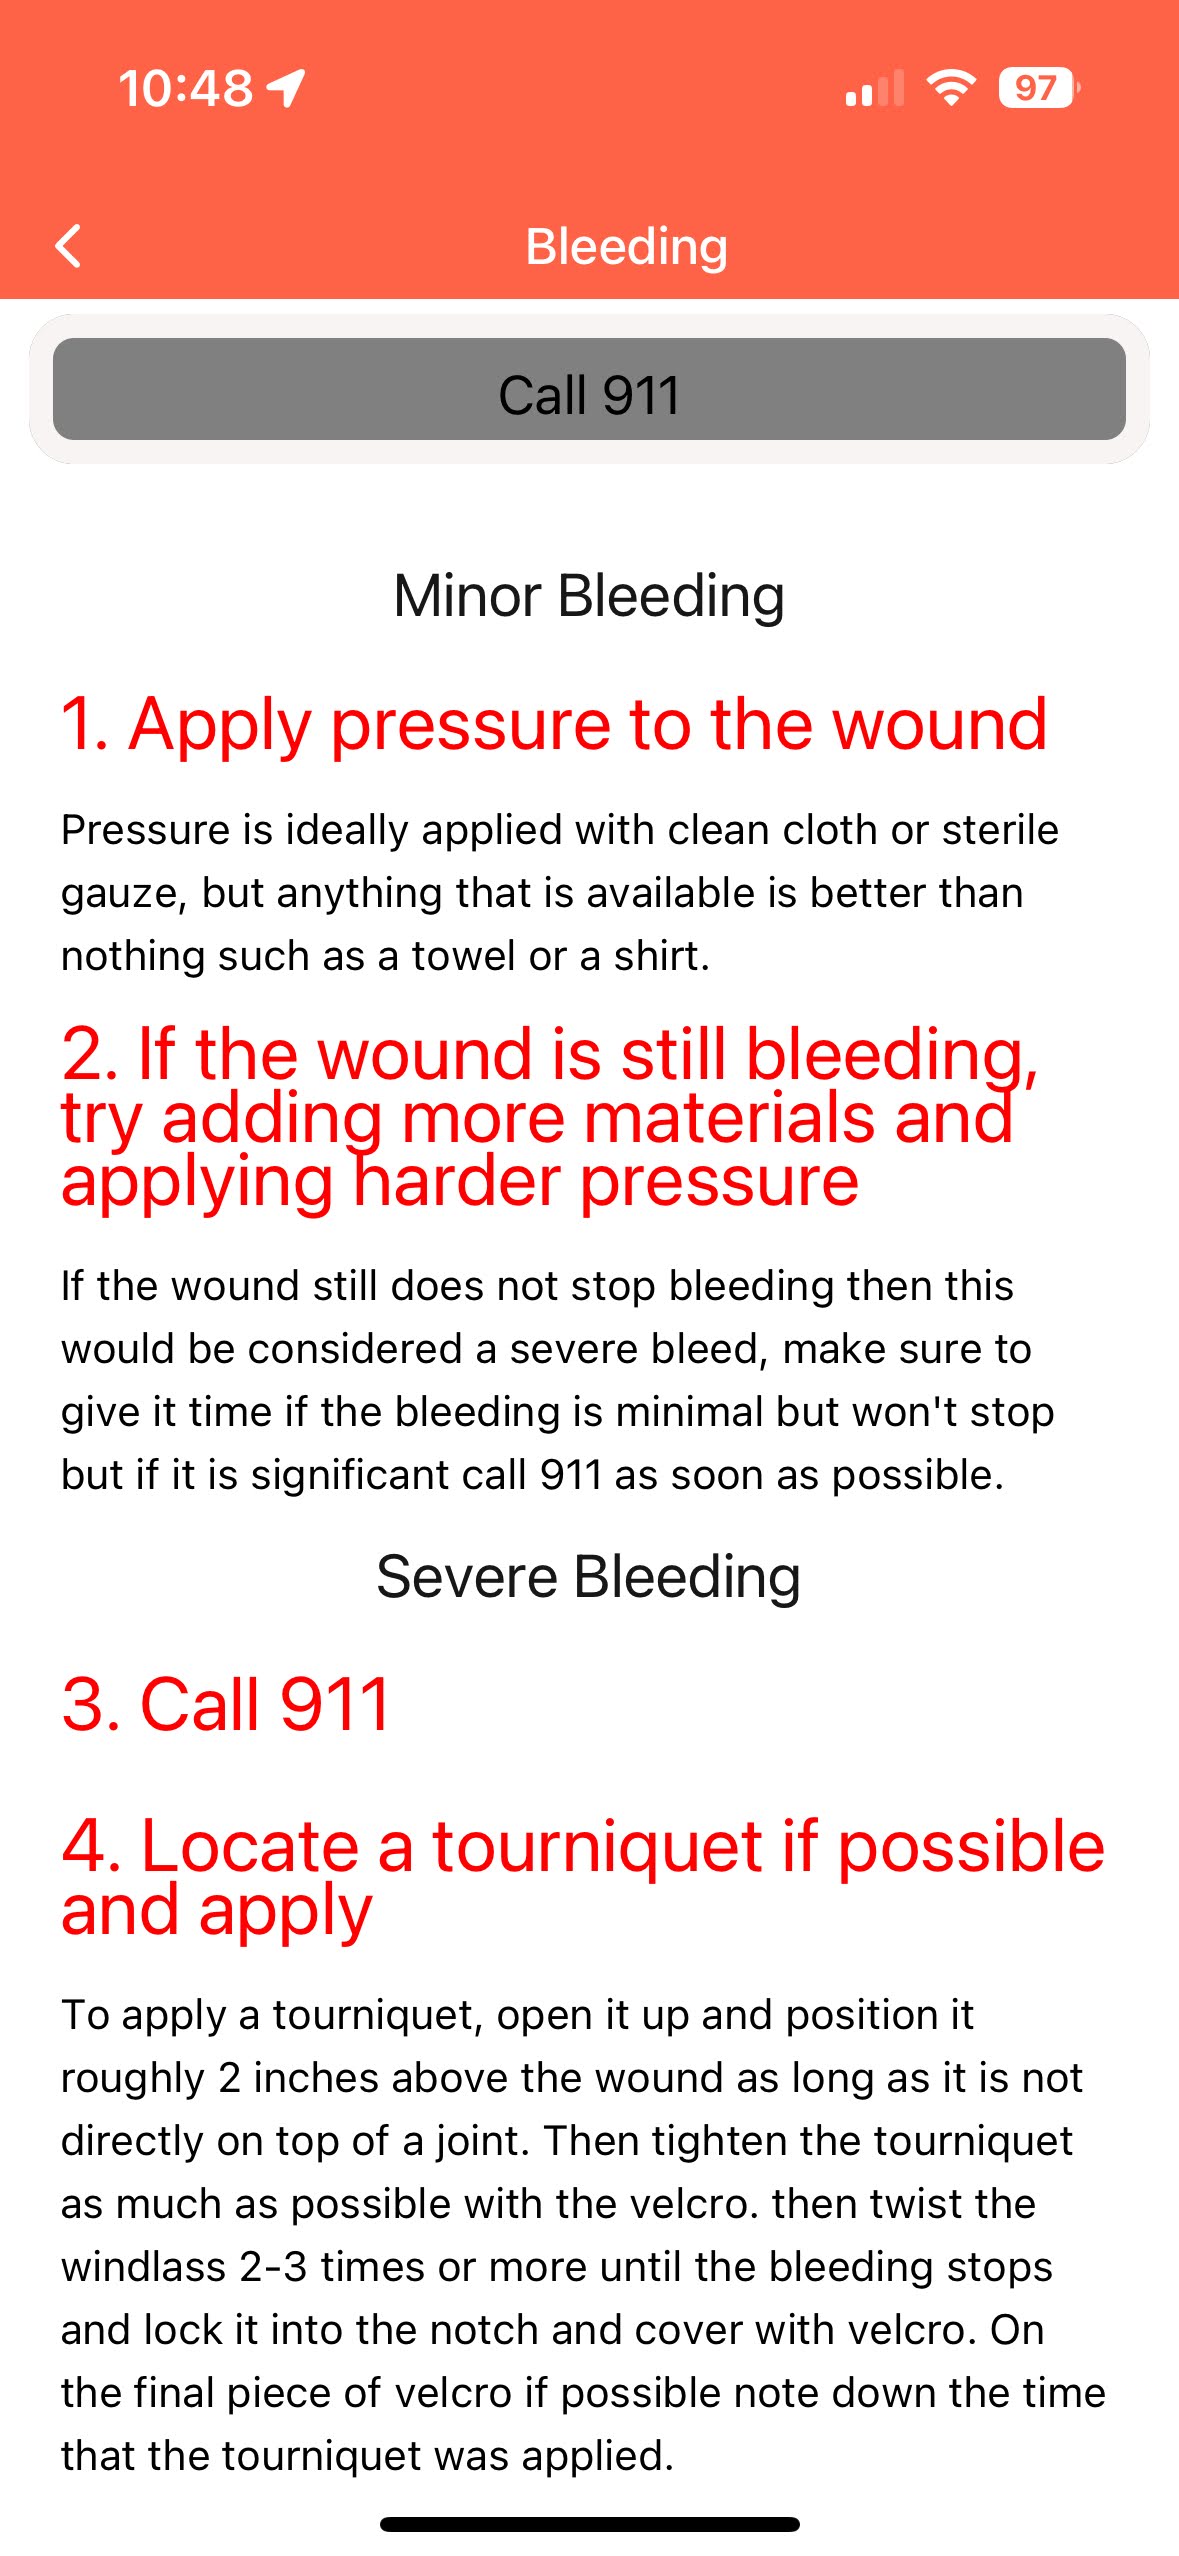 10:48
97
Bleeding
Call 911
Minor Bleeding
1. Apply pressure to the wound
Pressure is ideally applied with clean cloth or sterile
gauze, but anything that is available is better than
nothing such as a towel or a shirt.
2. If the wound is still bleeding,
try adding more materials and
applying harder pressure
If the wound still does not stop bleeding then this
would be considered a severe bleed, make sure to
give it time if the bleeding is minimal but won't stop
but if it is significant call 911 as soon as possible.
Severe Bleeding
3. Call 911
4. Locate a tourniquet if possible
and apply
To apply a tourniquet, open it up and position it
roughly 2 inches above the wound as long as it is not
directly on top of a joint. Then tighten the tourniquet
as much as possible with the velcro. then twist the
windlass 2-3 times or more until the bleeding stops
and lock it into the notch and cover with velcro. On
the final piece of velcro if possible note down the time
that the tourniquet was applied.